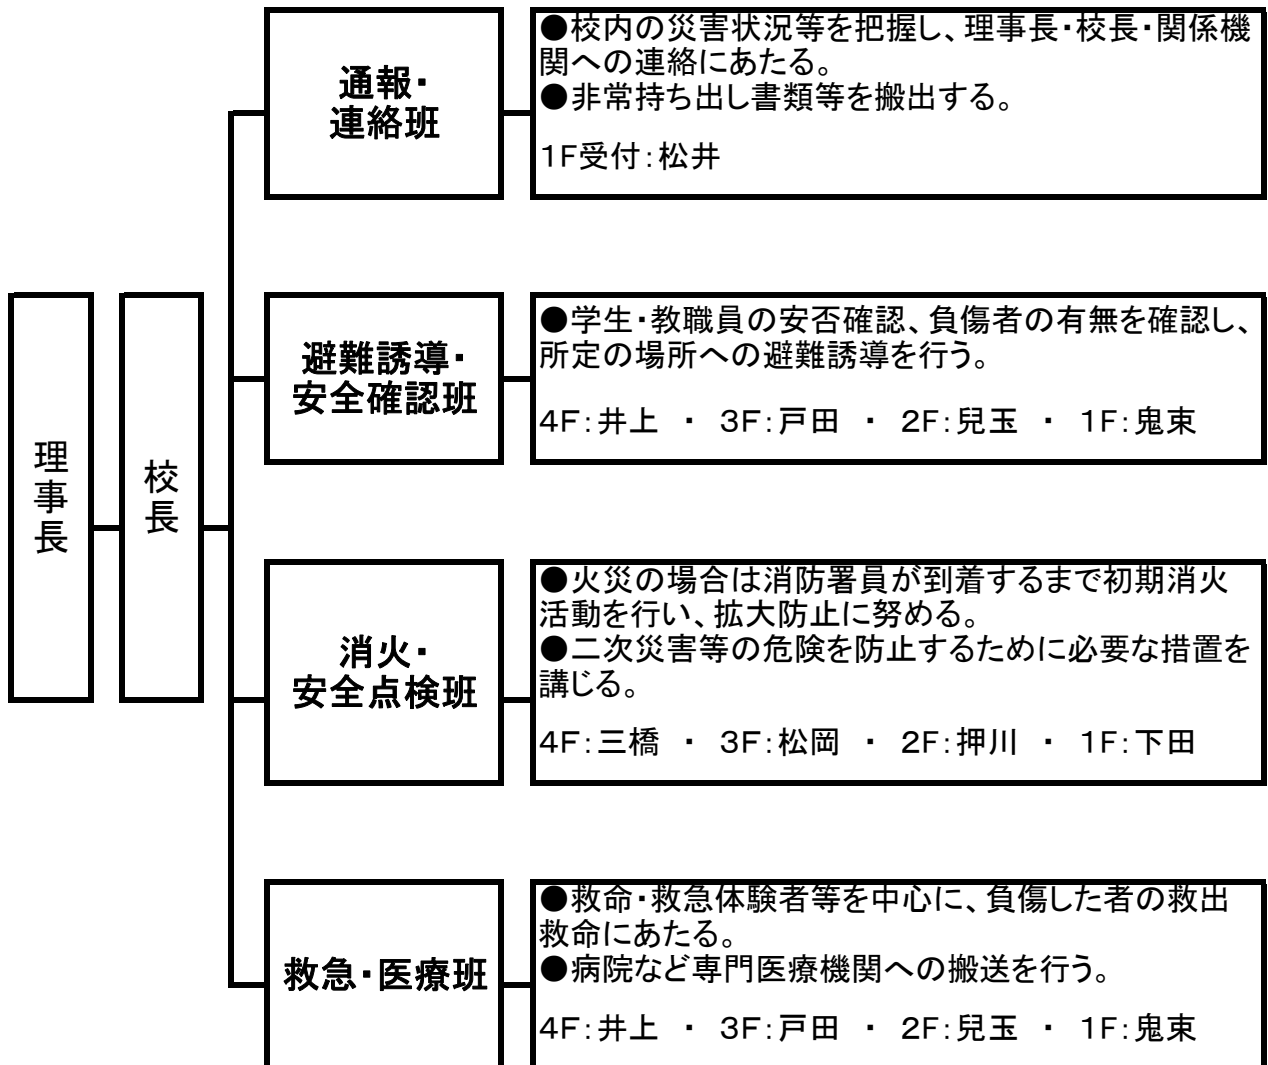 理事長
校長
通報・
連絡班
●校内の災害状況等を把握し、理事長・校長・関係機
関への連絡にあたる。
●非常持ち出し書類等を搬出する。
1F受付：松井
避難誘導・
安全確認班
●学生・教職員の安否確認、負傷者の有無を確認し、
所定の場所への避難誘導を行う。
4F：井上　・　3F：戸田　・　2F：兒玉　・　1F：鬼束
消火・
安全点検班
●火災の場合は消防署員が到着するまで初期消火
活動を行い、拡大防止に努める。
●二次災害等の危険を防止するために必要な措置を
講じる。
4F：三橋　・　3F：松岡　・　2F：押川　・　1F：下田
救急・医療班
●救命・救急体験者等を中心に、負傷した者の救出
救命にあたる。
●病院など専門医療機関への搬送を行う。
4F：井上　・　3F：戸田　・　2F：兒玉　・　1F：鬼束